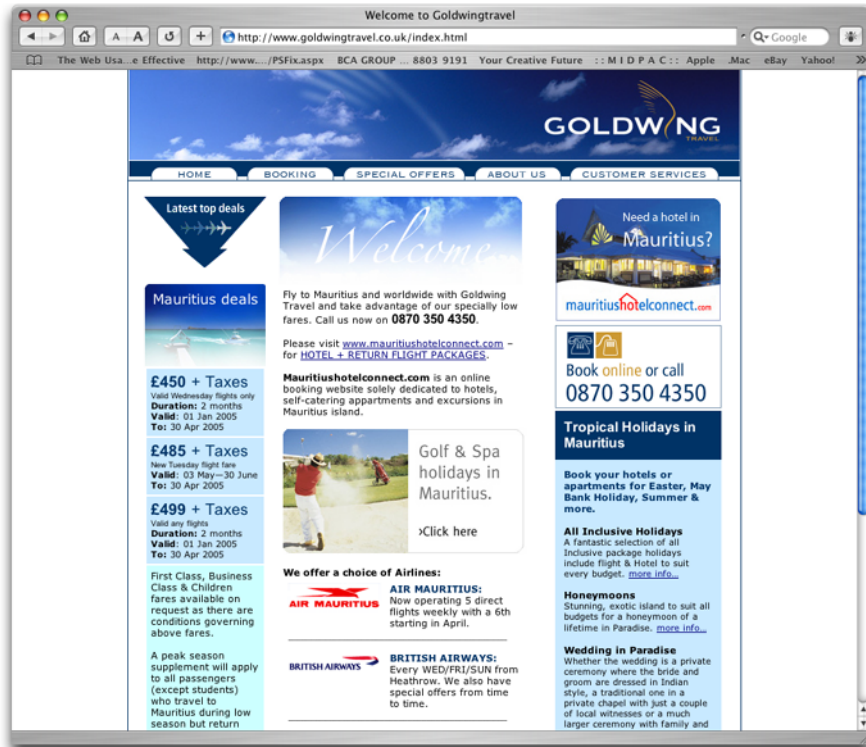 Welcome to Goldwingtravel
A A
http://www.goldwingtravel.co.uk/index.html
Google
The Web Usa...e Effective http://www..../PSFix.aspx BCA GROUP ... 8803 9191 Your Creative Future :: M I D P A C :: Apple .Mac eBay Yahoo!
GOLDWING
TRAVEL
HOME BOOKING SPECIAL OFFERS ABOUT US CUSTOMER SERVICES
Latest top deals
Mauritius deals
£450 + Taxes
Valid Wednesday flights only
Duration: 2 months
Valid: 01 Jan 2005
To: 30 Apr 2005
£485 + Taxes
New Tuesday flight fare
Valid: 03 May—30 June
To: 30 Apr 2005
£499 + Taxes
Valid any flights
Duration: 2 months
Valid: 01 Jan 2005
To: 30 Apr 2005
First Class, Business
Class & Children
fares available on
request as there are
conditions governing
above fares.
A peak season
supplement will apply
to all passengers
(except students)
who travel to
Mauritius during low
season but return
Welcome...
Fly to Mauritius and worldwide with Goldwing
Travel and take advantage of our specially low
fares. Call us now on 0870 350 4350.
Please visit www.mauritiushotelconnect.com –
for HOTEL + RETURN FLIGHT PACKAGES.
Mauritiushotelconnect.com is an online
booking website solely dedicated to hotels,
self-catering appartments and excursions in
Mauritius island.
Golf & Spa
holidays in
Mauritius.
›Click here
We offer a choice of Airlines:
AIR MAURITIUS
AIR MAURITIUS:
Now operating 5 direct
flights weekly with a 6th
starting in April.
BRITISH AIRWAYS
BRITISH AIRWAYS:
Every WED/FRI/SUN from
Heathrow. We also have
special offers from time
to time.
Need a hotel in
Mauritius?
mauritiushotelconnect.com
Book online or call
0870 350 4350
Tropical Holidays in
Mauritius
Book your hotels or
apartments for Easter, May
Bank Holiday, Summer &
more.
All Inclusive Holidays
A fantastic selection of all
Inclusive package holidays
include flight & Hotel to suit
every budget. more info...
Honeymoons
Stunning, exotic island to suit all
budgets for a honeymoon of a
lifetime in Paradise. more info...
Wedding in Paradise
Whether the wedding is a private
ceremony where the bride and
groom are dressed in Indian
style, a traditional one in a
private chapel with just a couple
of local witnesses or a much
larger ceremony with family and